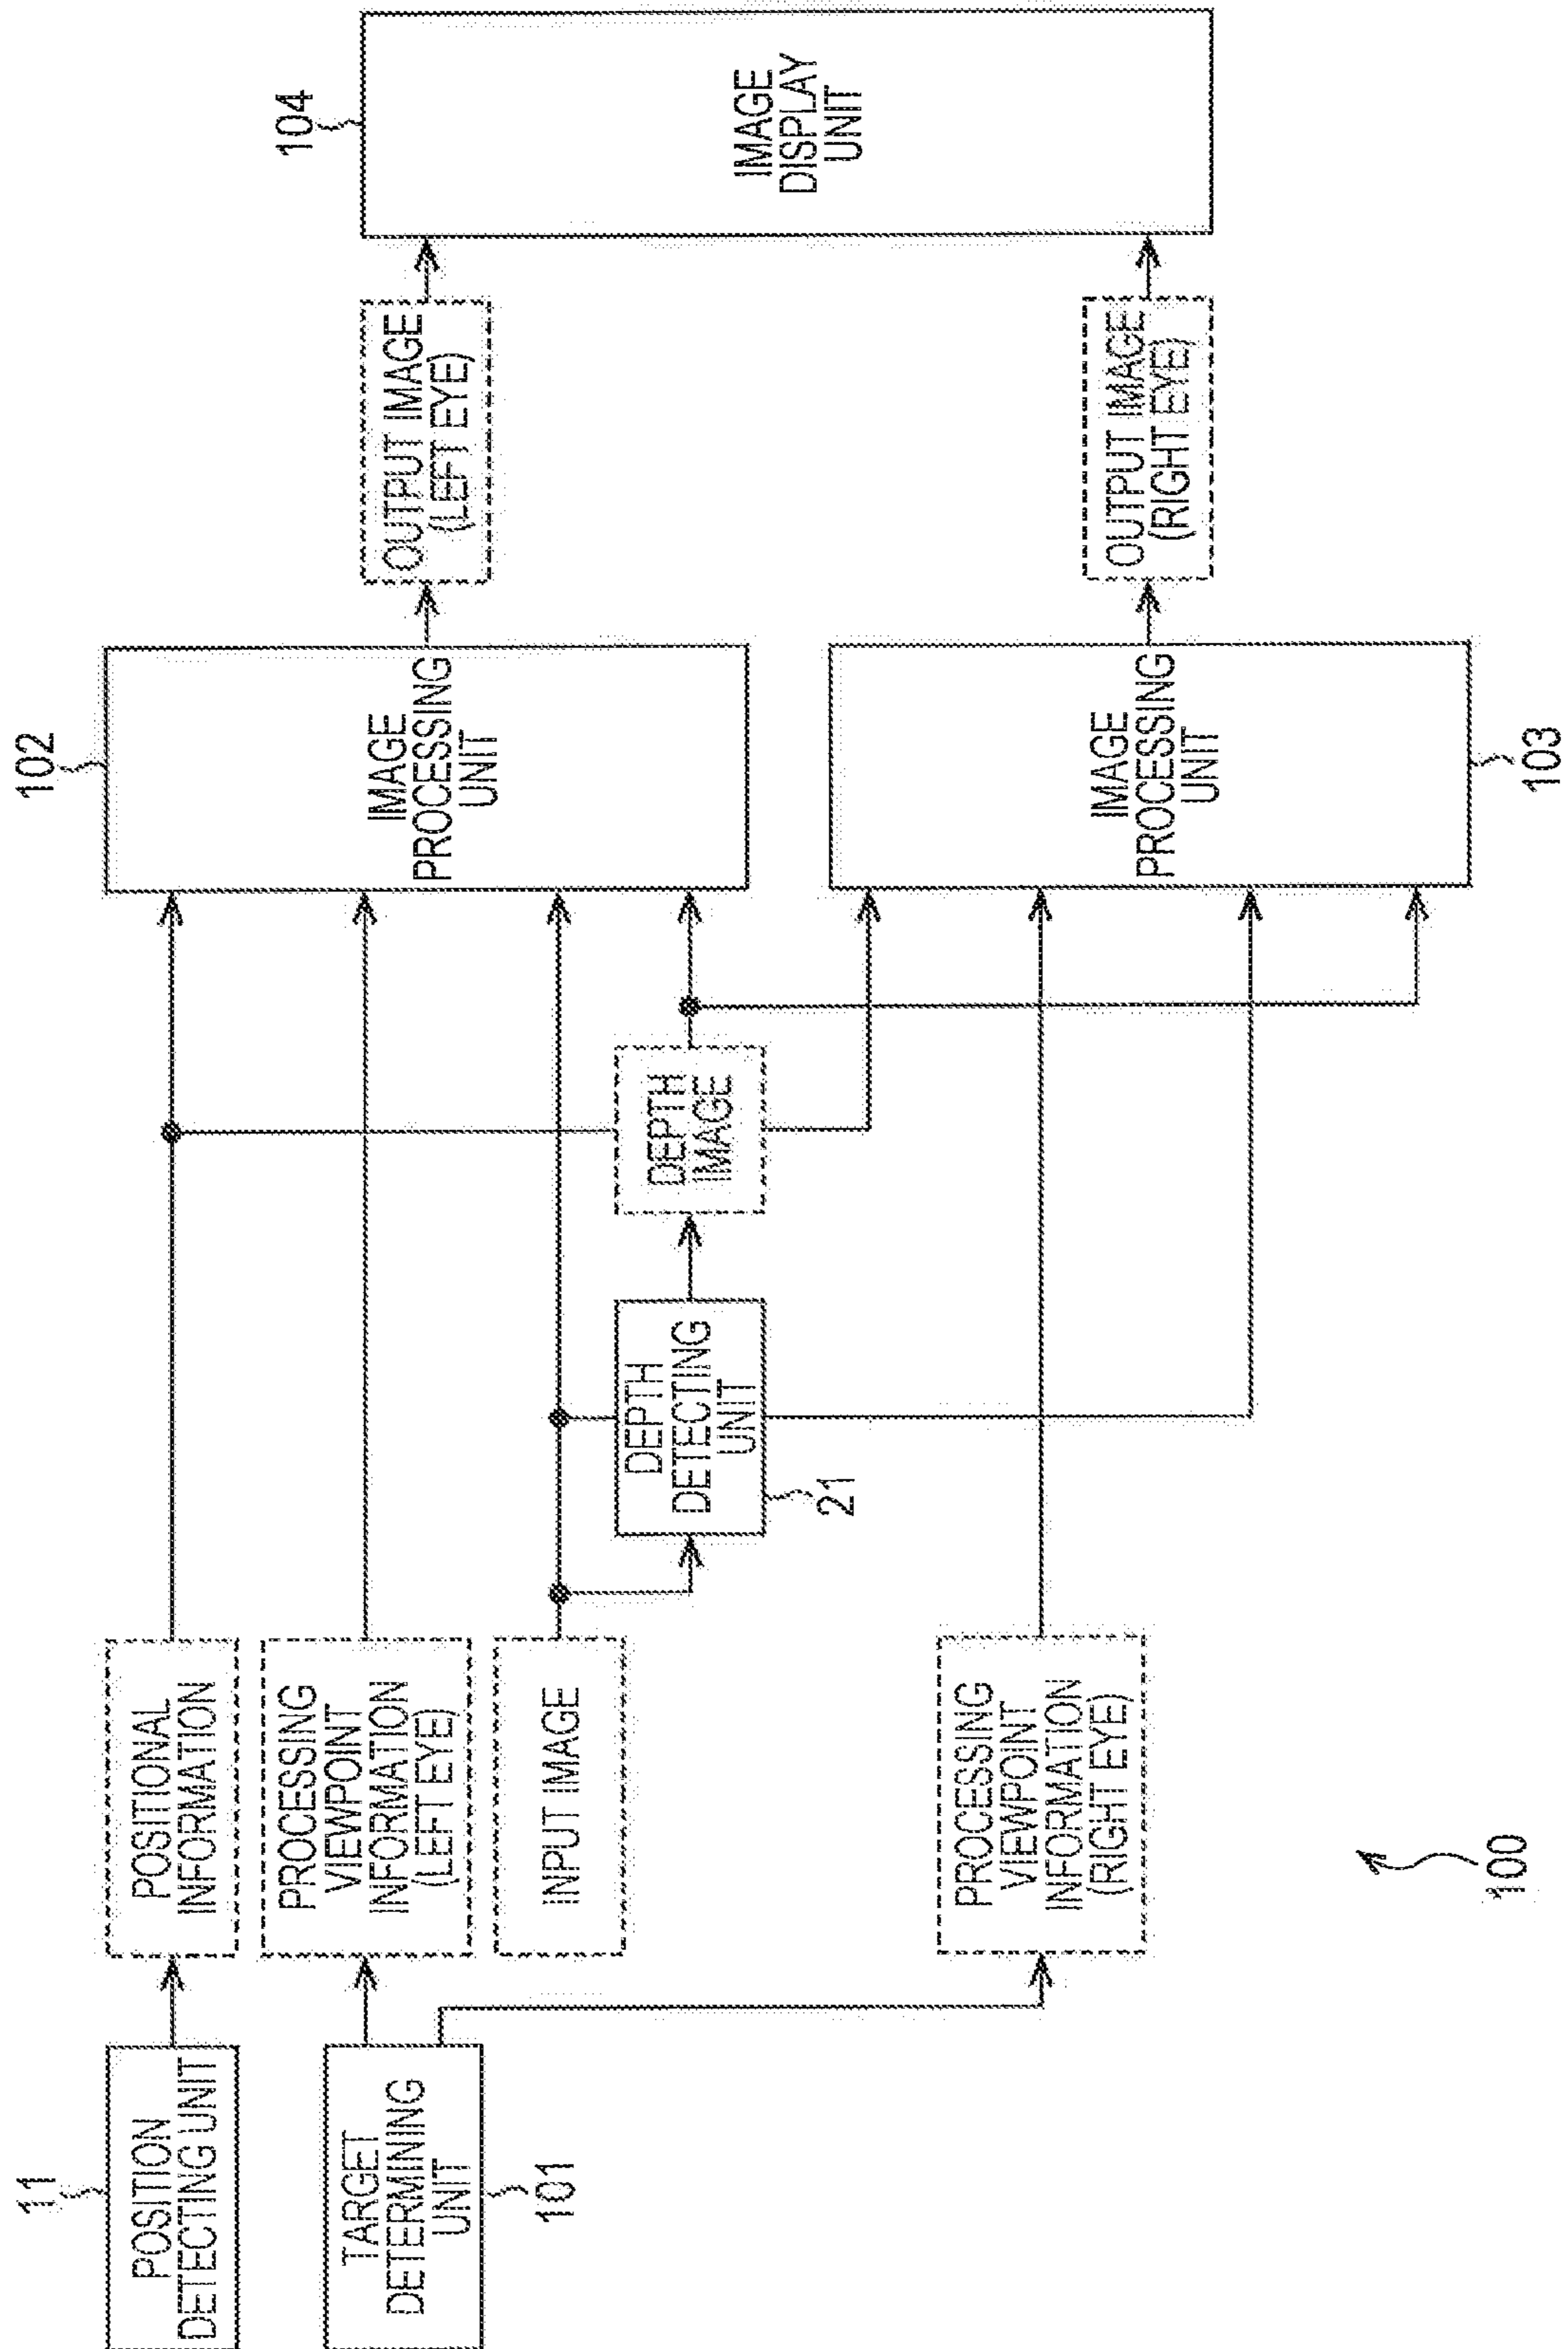 11
POSITION
DETECTING UNIT
TARGET
DETERMINING
UNIT
101
POSITIONAL
INFORMATION
PROCESSING
VIEWPOINT
INFORMATION
(LEFT EYE)
INPUT IMAGE
PROCESSING
VIEWPOINT
INFORMATION
(RIGHT EYE)
100
DEPTH
DETECTING
UNIT
21
DEPTH
IMAGE
102
IMAGE
PROCESSING
UNIT
IMAGE
PROCESSING
UNIT
103
OUTPUT IMAGE
(LEFT EYE)
OUTPUT IMAGE
(RIGHT EYE)
104
IMAGE
DISPLAY
UNIT